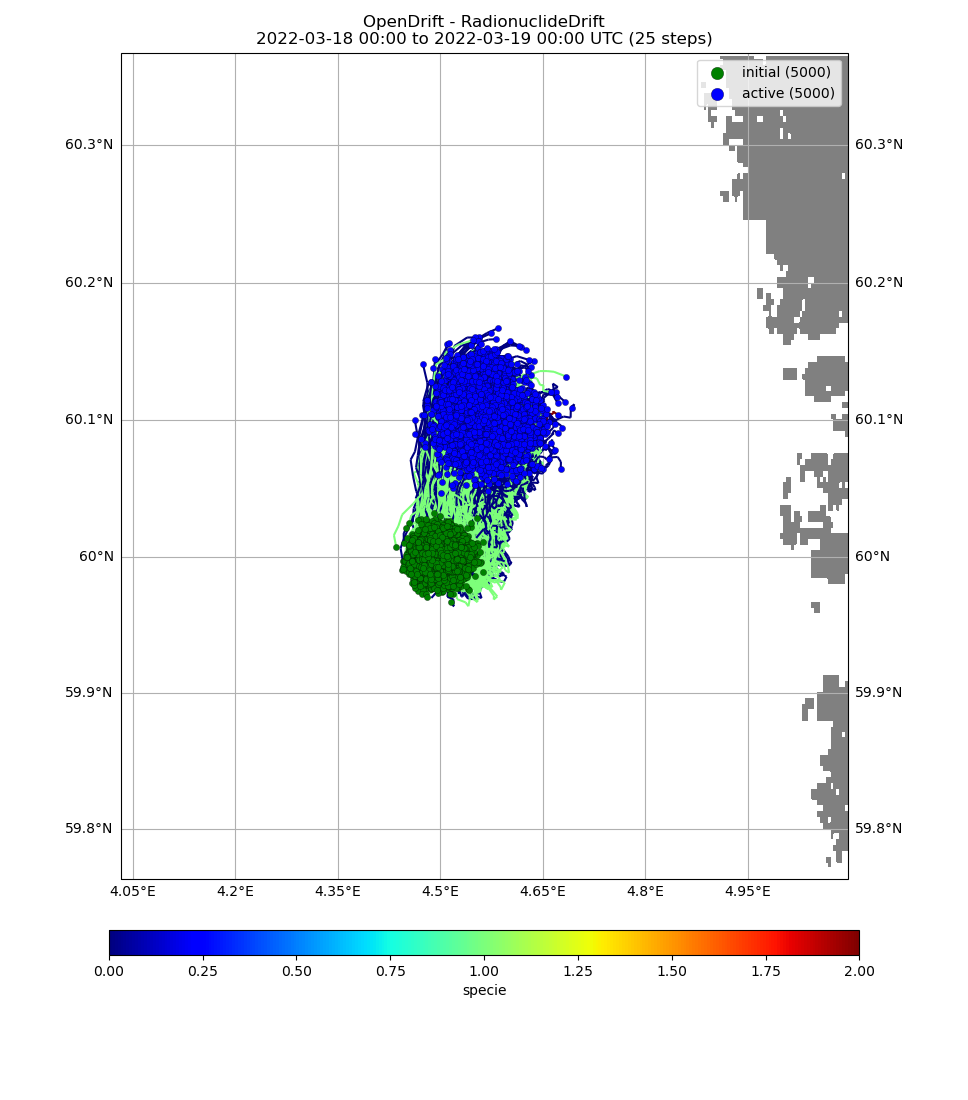 OpenDrift - RadionuclideDrift
2022-03-18 00:00 to 2022-03-19 00:00 UTC (25 steps)
initial (5000)
active (5000)
60.3°N 60.3°N
60.2°N 60.2°N
60.1°N 60.1°N
60°N 60°N
59.9°N 59.9°N
59.8°N 59.8°N
4.05°E 4.2°E 4.35°E 4.5°E 4.65°E 4.8°E 4.95°E
0.00 0.25 0.50 0.75 1.00 1.25 1.50 1.75 2.00
specie